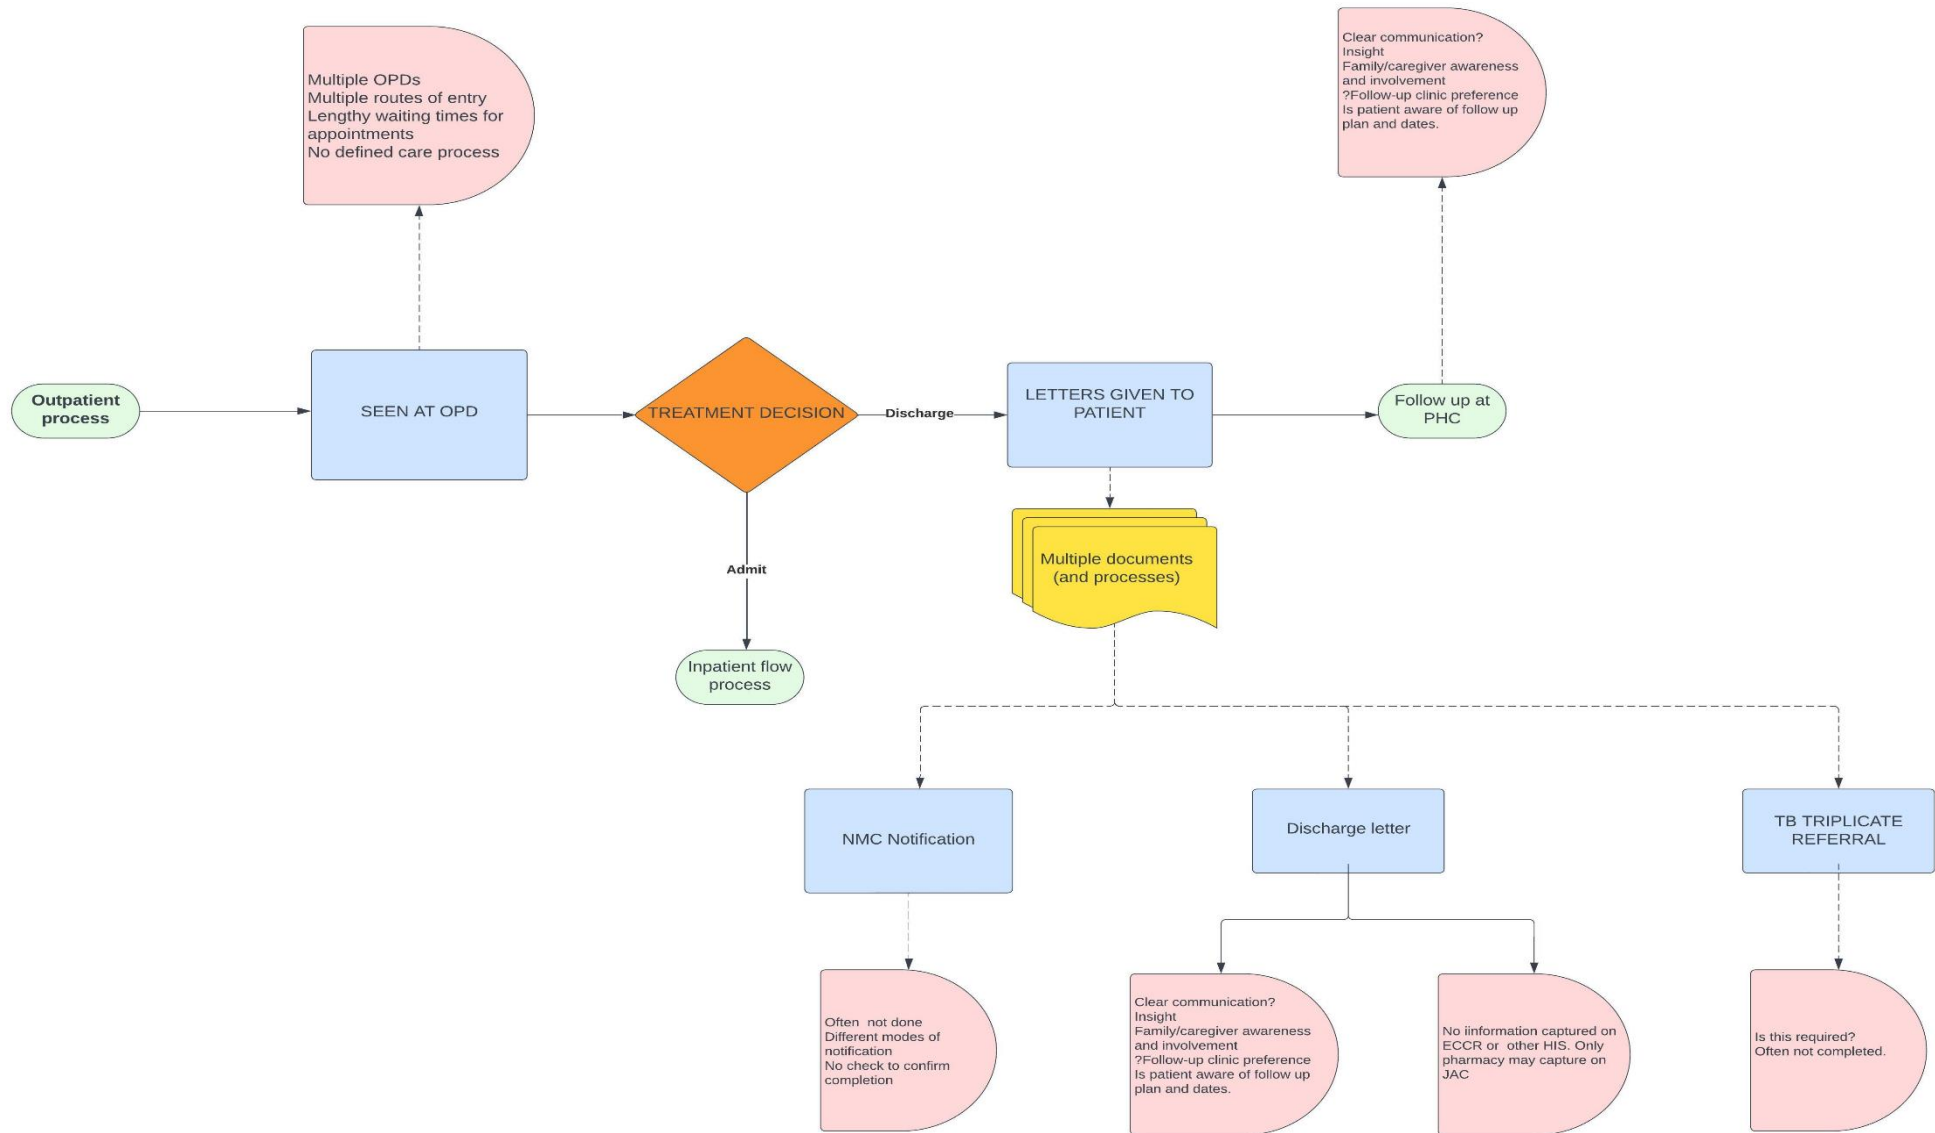 Multiple OPDs
Multiple routes of entry
Lengthy waiting times for
appointments
No defined care process
Clear communication?
Insight
Family/caregiver awareness
and involvement
?Follow-up clinic preference
Is patient aware of follow up
plan and dates.
Outpatient
process
SEEN AT OPD
TREATMENT DECISION
Discharge
LETTERS GIVEN TO
PATIENT
Follow up at
PHC
Admit
Inpatient flow
process
Multiple documents
(and processes)
NMC Notification
Discharge letter
TB TRIPLICATE
REFERRAL
Often  not done
Different modes of
notification
No check to confirm
completion
Clear communication?
Insight
Family/caregiver awareness
and involvement
?Follow-up clinic preference
Is patient aware of follow up
plan and dates.
No iinformation captured on
ECCR or  other HIS. Only
pharmacy may capture on
JAC
Is this required?
Often not completed.